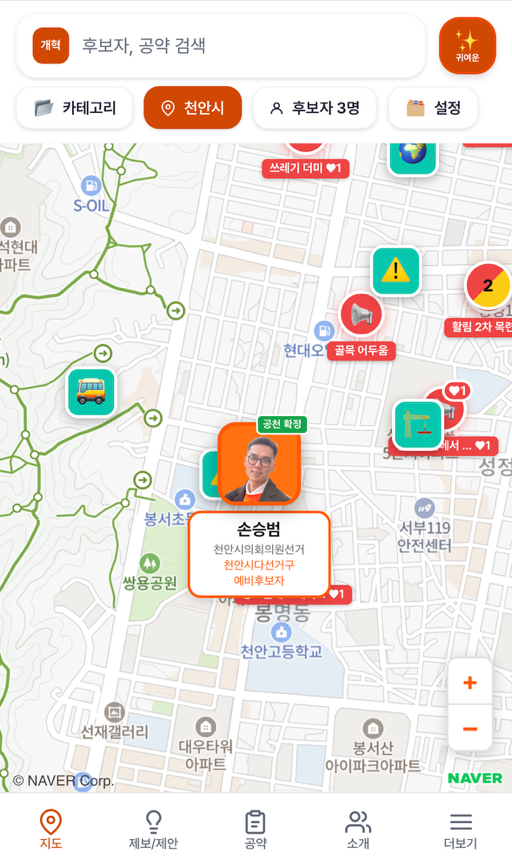 개혁
후보자, 공약 검색
귀여운
카테고리
천안시
후보자 3명
설정
쓰레기 더미 ♥1
S-OIL
석현대
파트
2
활림 2차 목련
현대오
골목 어두움
♥1
에서 ... ♥1
성정
공천 확정
손승범
천안시의회의원선거
천안시다선거구
예비후보자
♥1
봉서초등
서부119
안전센터
쌍용공원
봉명동
천안고등학교
선재갤러리
대우타워
아파트
봉서산
아이파크아파트
+
−
© NAVER Corp.
NAVER
지도
제보/제안
공약
소개
더보기